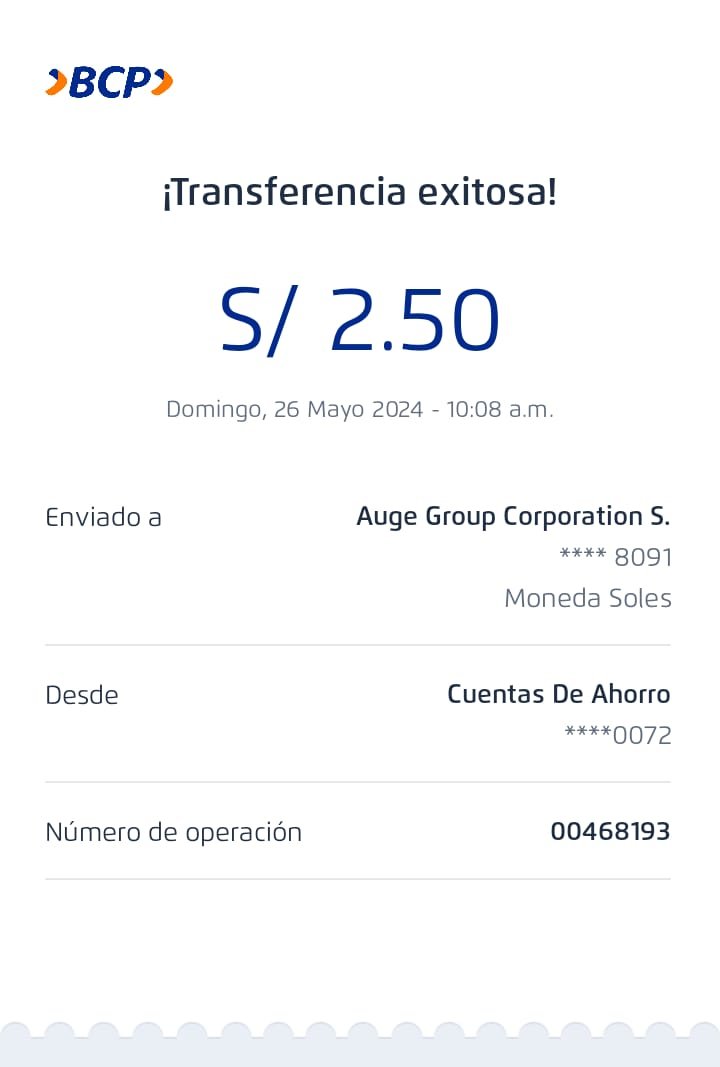 BCP
¡Transferencia exitosa!
S/ 2.50
Domingo, 26 Mayo 2024 - 10:08 a.m.
Enviado a
Auge Group Corporation S.
**** 8091
Moneda Soles
Desde
Cuentas De Ahorro
****0072
Número de operación
00468193